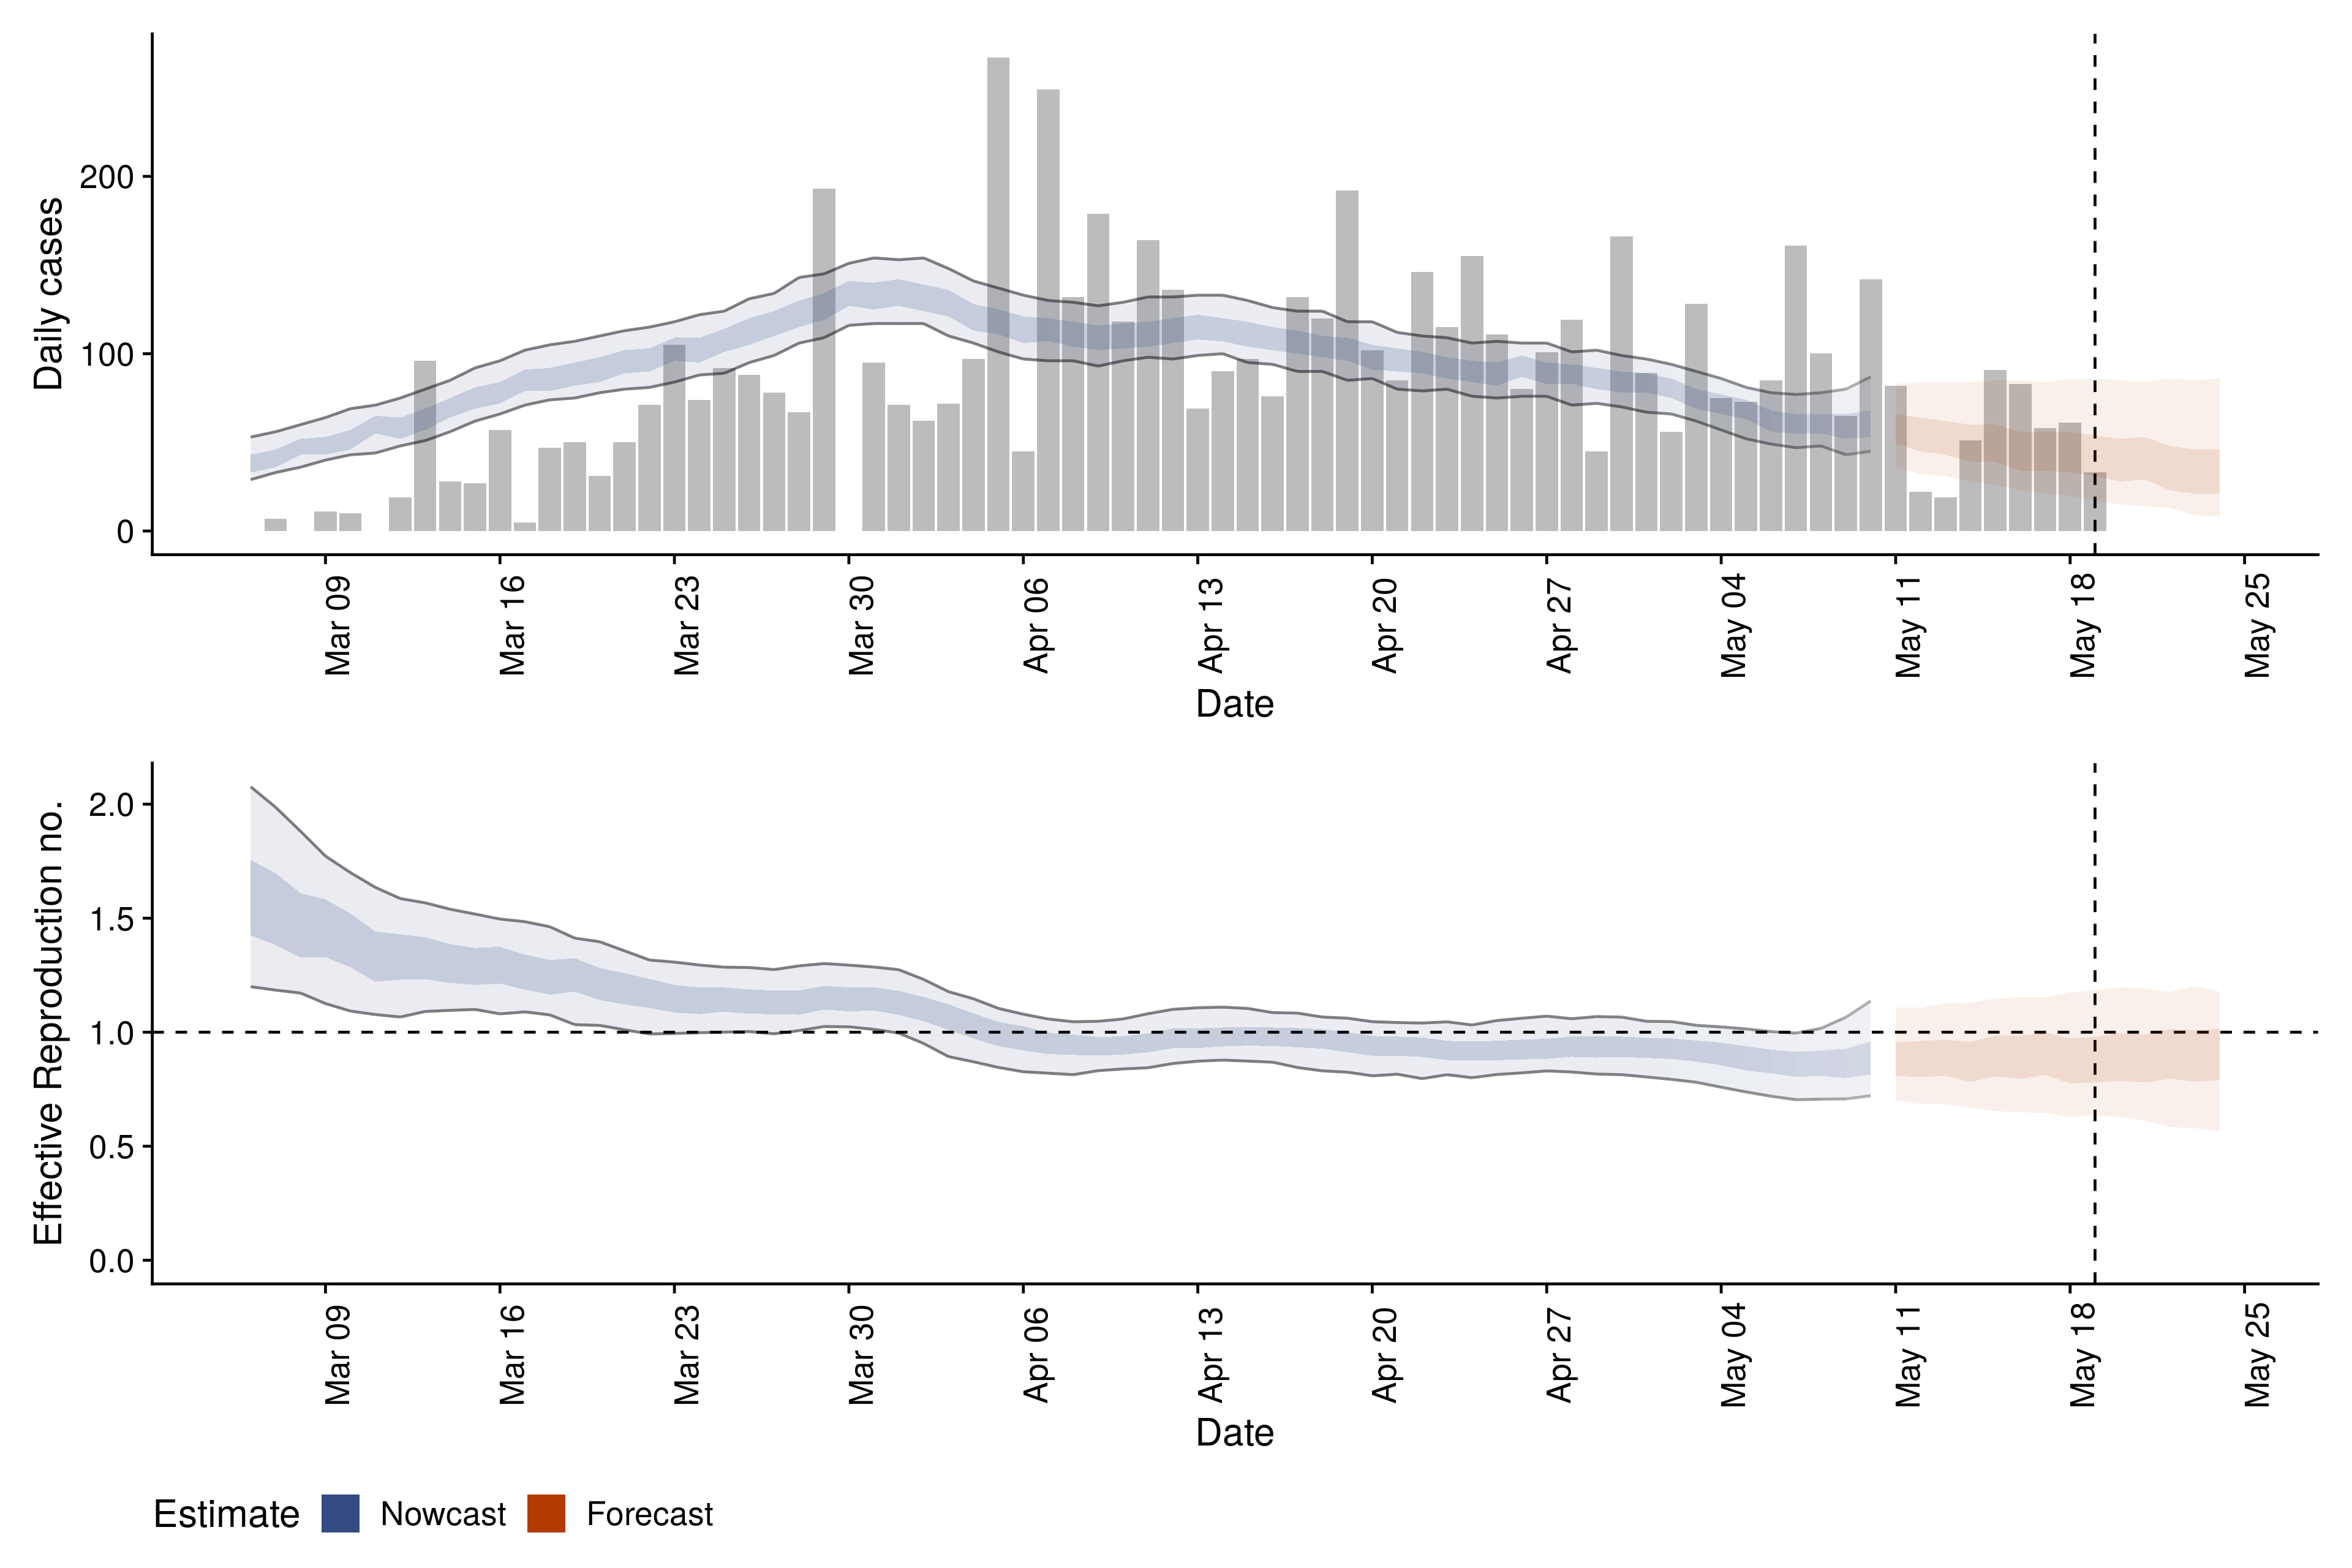 Daily cases
200
100
0
Mar 09 Mar 16 Mar 23 Mar 30 Apr 06 Apr 13 Apr 20 Apr 27 May 04 May 11 May 18 May 25
Date
Effective Reproduction no.
2.0
1.5
1.0
0.5
0.0
Mar 09 Mar 16 Mar 23 Mar 30 Apr 06 Apr 13 Apr 20 Apr 27 May 04 May 11 May 18 May 25
Date
Estimate Nowcast Forecast